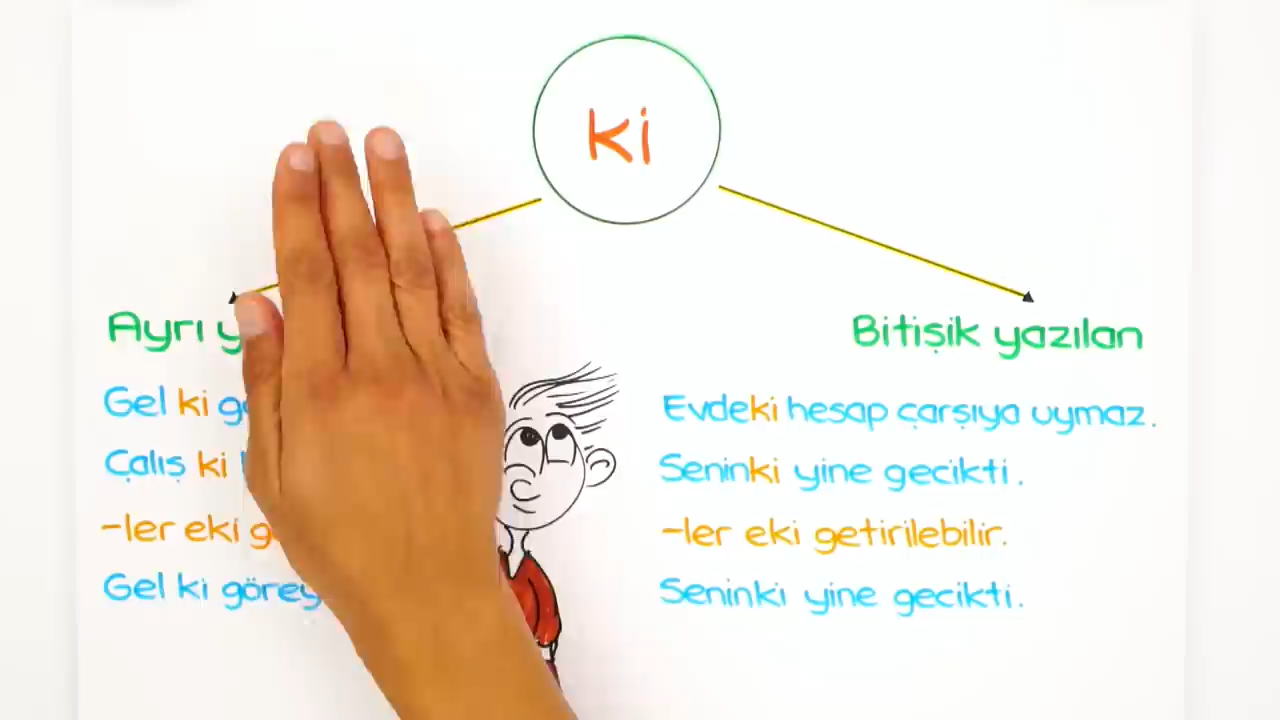 ki
Ayrı
Gel ki
Çalış ki
-ler eki
Gel ki
Bitişik yazılan
Evdeki hesap çarşıya uymaz.
Seninki yine gecikti.
-ler eki getirilebilir.
Seninki yine gecikti.